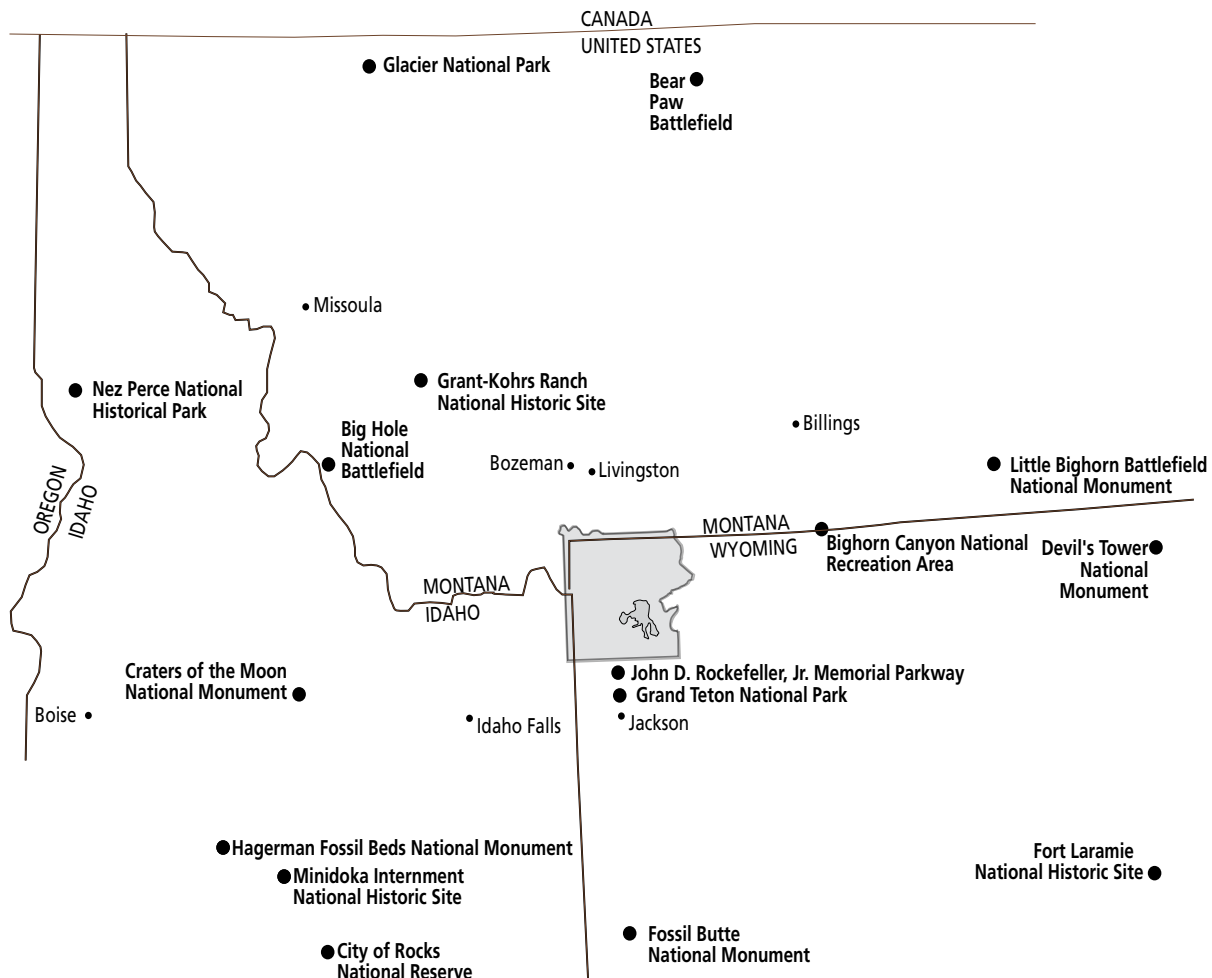 CANADA
UNITED STATES
Glacier National Park
Bear
Paw
Battlefield
Missoula
Nez Perce National
Historical Park
Grant-Kohrs Ranch
National Historic Site
Big Hole
National
Battlefield
Billings
Bozeman
Livingston
Little Bighorn Battlefield
National Monument
OREGON
IDAHO
MONTANA
WYOMING
Bighorn Canyon National
Recreation Area
Devil's Tower
National
Monument
MONTANA
IDAHO
Craters of the Moon
National Monument
John D. Rockefeller, Jr. Memorial Parkway
Grand Teton National Park
Boise
Idaho Falls
Jackson
Hagerman Fossil Beds National Monument
Minidoka Internment
National Historic Site
Fort Laramie
National Historic Site
City of Rocks
National Reserve
Fossil Butte
National Monument